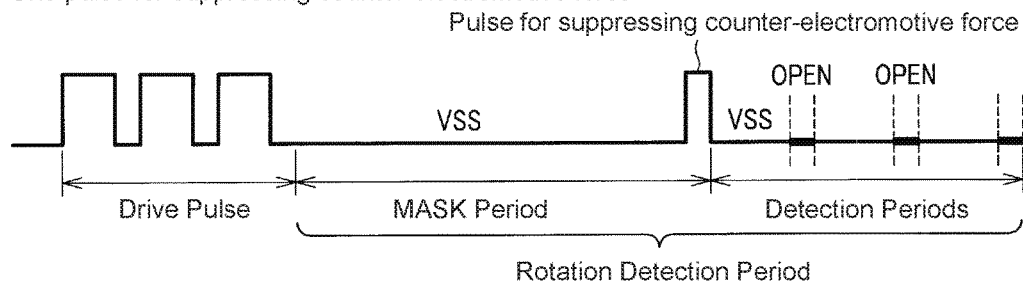 Pulse for suppressing counter-electromotive force
OPEN OPEN
VSS VSS
Drive Pulse MASK Period Detection Periods
Rotation Detection Period